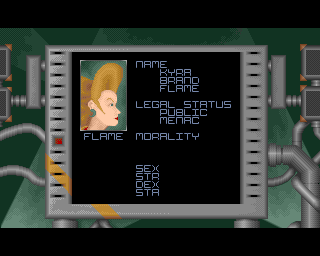 NAME
KYRA
BRAND
FLAME
LEGAL STATUS
PUBLIC
MENAC
FLAME
MORALITY
SEX
STR
DEX
STA